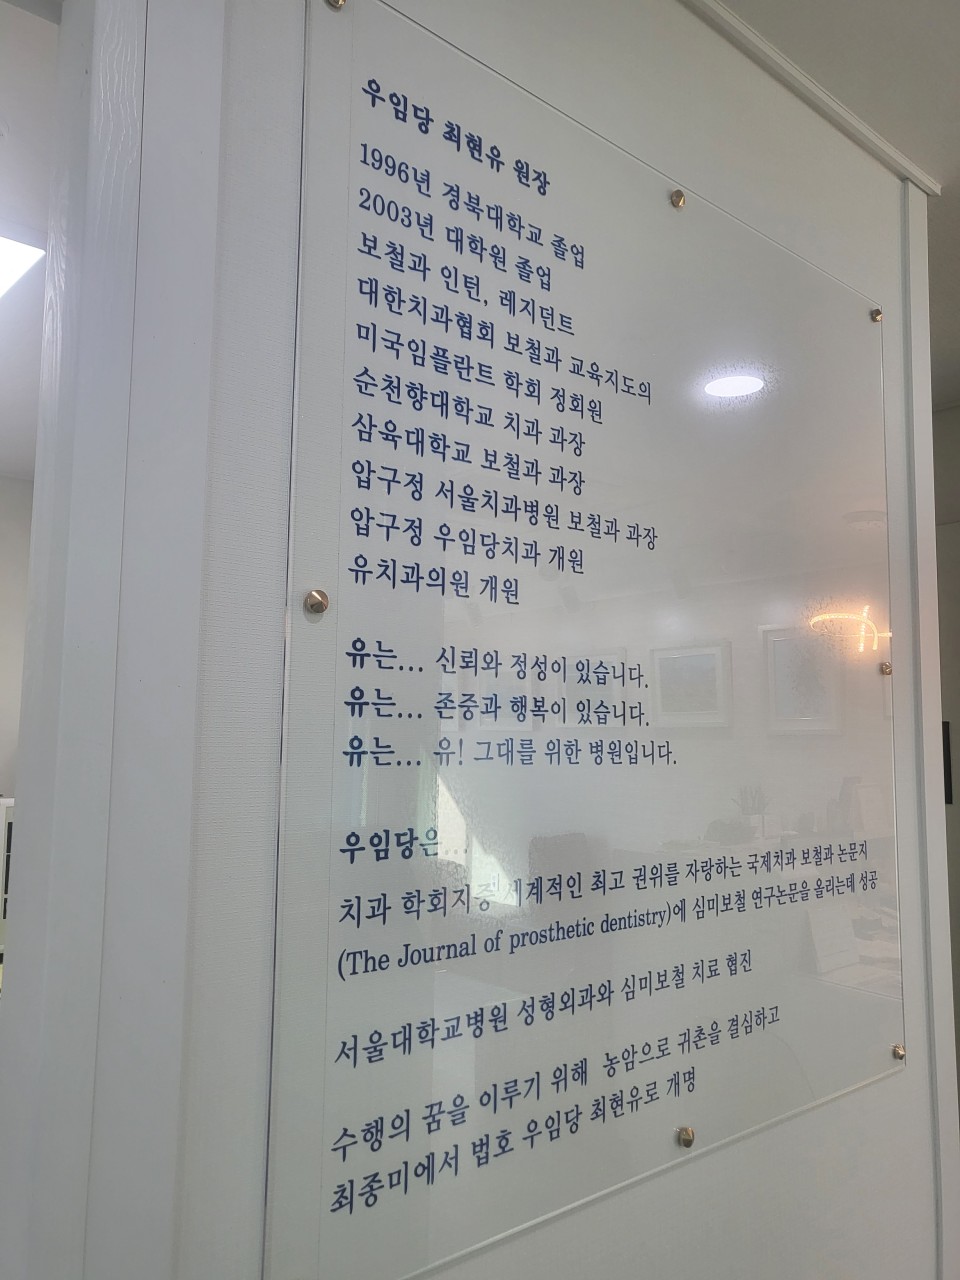 우임당 최현유 원장
1996년 경북대학교 졸업
2003년 대학원 졸업
보철과 인턴, 레지던트
대한치과협회 보철과 교육지도의
미국임플란트 학회 정회원
순천향대학교 치과 과장
삼육대학교 보철과 과장
압구정 서울치과병원 보철과 과장
압구정 우임당치과 개원
유치과의원 개원
유는... 신뢰와 정성이 있습니다.
유는... 존중과 행복이 있습니다.
유는... 유! 그대를 위한 병원입니다.
우임당은...
치과 학회지중 세계적인 최고 권위를 자랑하는 국제치과 보철과 논문지
(The Journal of prosthetic dentistry)에 심미보철 연구논문을 올리는데 성공
서울대학교병원 성형외과와 심미보철 치료 협진
수행의 꿈을 이루기 위해 농암으로 귀촌을 결심하고
최종미에서 법호 우임당 최현유로 개명